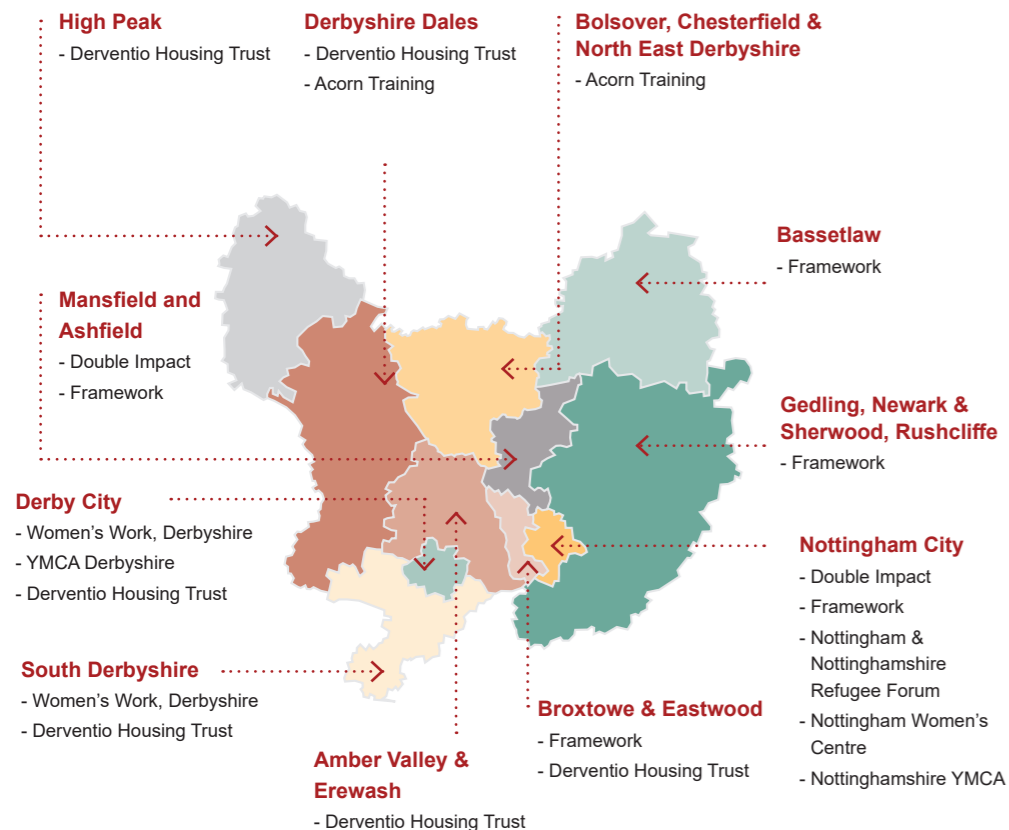 High Peak
- Derventio Housing Trust
Derbyshire Dales
- Derventio Housing Trust
- Acorn Training
Bolsover, Chesterfield &
North East Derbyshire
- Acorn Training
Bassetlaw
- Framework
Mansfield and
Ashfield
- Double Impact
- Framework
Gedling, Newark &
Sherwood, Rushcliffe
- Framework
Derby City
- Women's Work, Derbyshire
- YMCA Derbyshire
- Derventio Housing Trust
Nottingham City
- Double Impact
- Framework
- Nottingham &
Nottinghamshire
Refugee Forum
- Nottingham Women's
Centre
- Nottinghamshire YMCA
South Derbyshire
- Women's Work, Derbyshire
- Derventio Housing Trust
Broxtowe & Eastwood
- Framework
- Derventio Housing Trust
Amber Valley &
Erewash
- Derventio Housing Trust